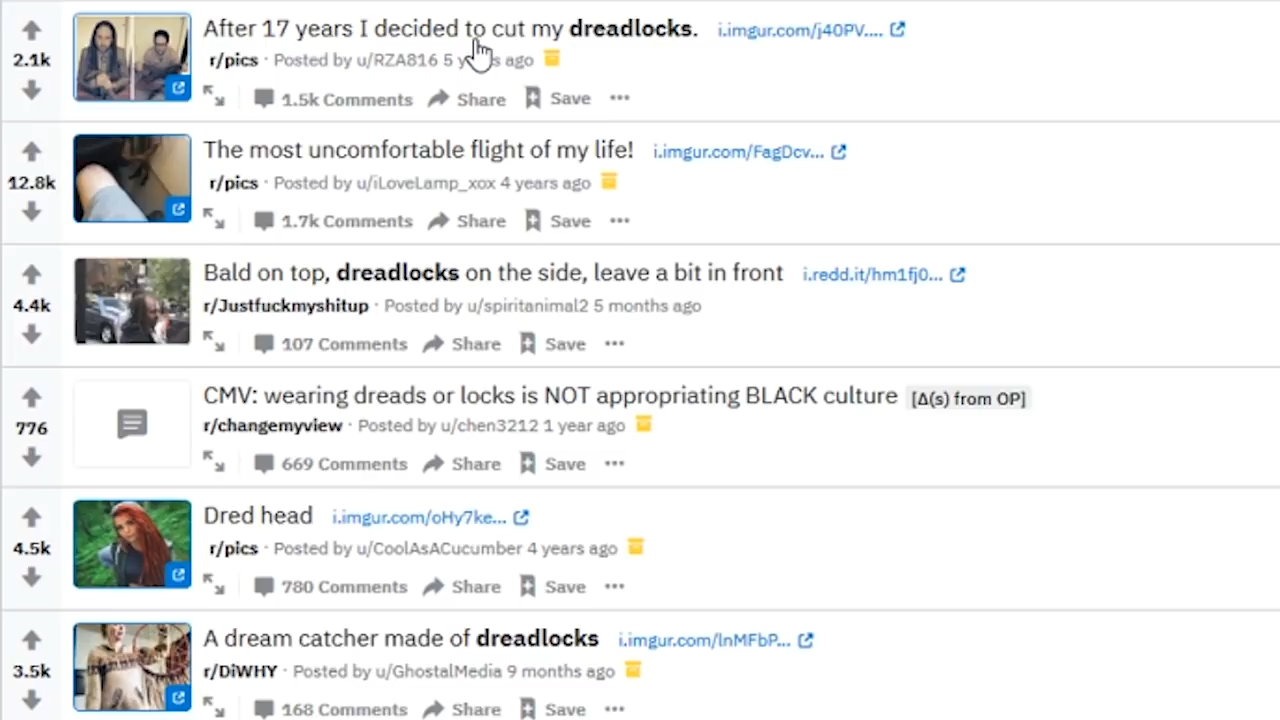 After 17 years I decided to cut my dreadlocks. i.imgur.com/j40PV....
2.1k
r/pics · Posted by u/RZA816 5 ago
1.5k Comments Share Save
The most uncomfortable flight of my life! i.imgur.com/FagDcv...
12.8k
r/pics · Posted by u/iLoveLamp_xox 4 years ago
1.7k Comments Share Save
Bald on top, dreadlocks on the side, leave a bit in front i.redd.it/hm1fj0...
4.4k
r/Justfuckmyshitup · Posted by u/spiritanimal2 5 months ago
107 Comments Share Save
CMV: wearing dreads or locks is NOT appropriating BLACK culture [Δ(s) from OP]
776
r/changemyview · Posted by u/chen3212 1 year ago
669 Comments Share Save
Dred head i.imgur.com/oHy7ke...
4.5k
r/pics · Posted by u/CoolAsACucumber 4 years ago
780 Comments Share Save
A dream catcher made of dreadlocks i.imgur.com/lnMFbP...
3.5k
r/DiWHY · Posted by u/GhostalMedia 9 months ago
168 Comments Share Save